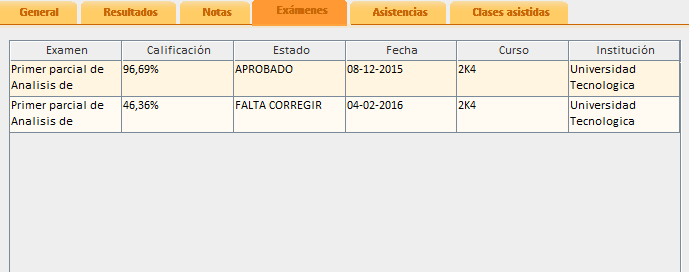 General Resultados Notas Exámenes Asistencias Clases asistidas
Examen Calificación Estado Fecha Curso Institución
Primer parcial de 96,69% APROBADO 08-12-2015 2K4 Universidad
Analisis de Tecnologica
Primer parcial de 46,36% FALTA CORREGIR 04-02-2016 2K4 Universidad
Analisis de Tecnologica